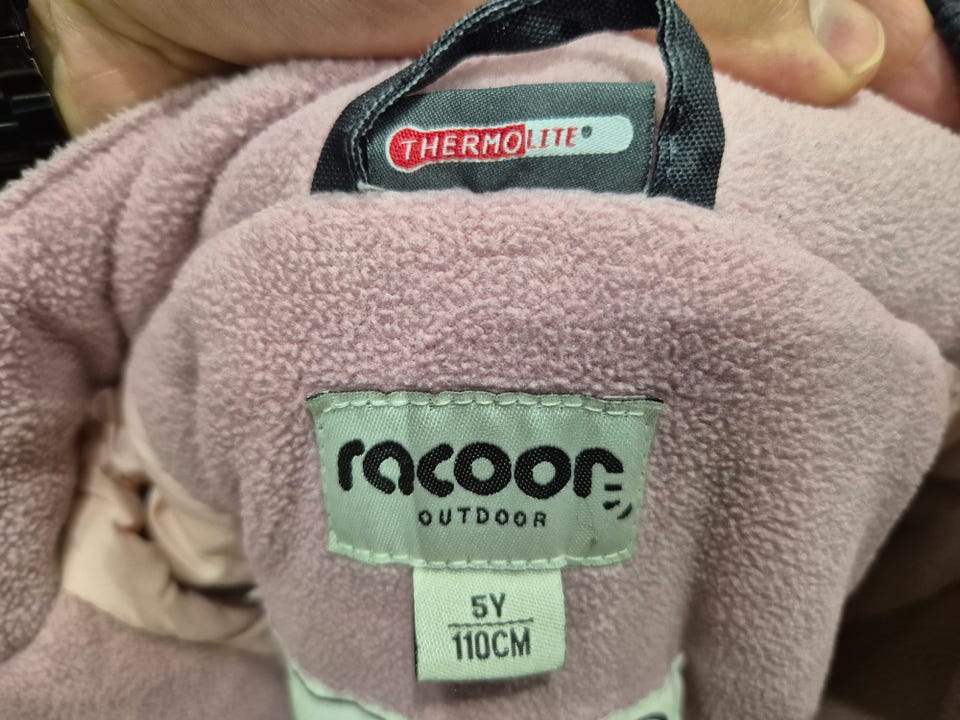 THERMOLITE®
racoon
OUTDOOR
5Y
110CM